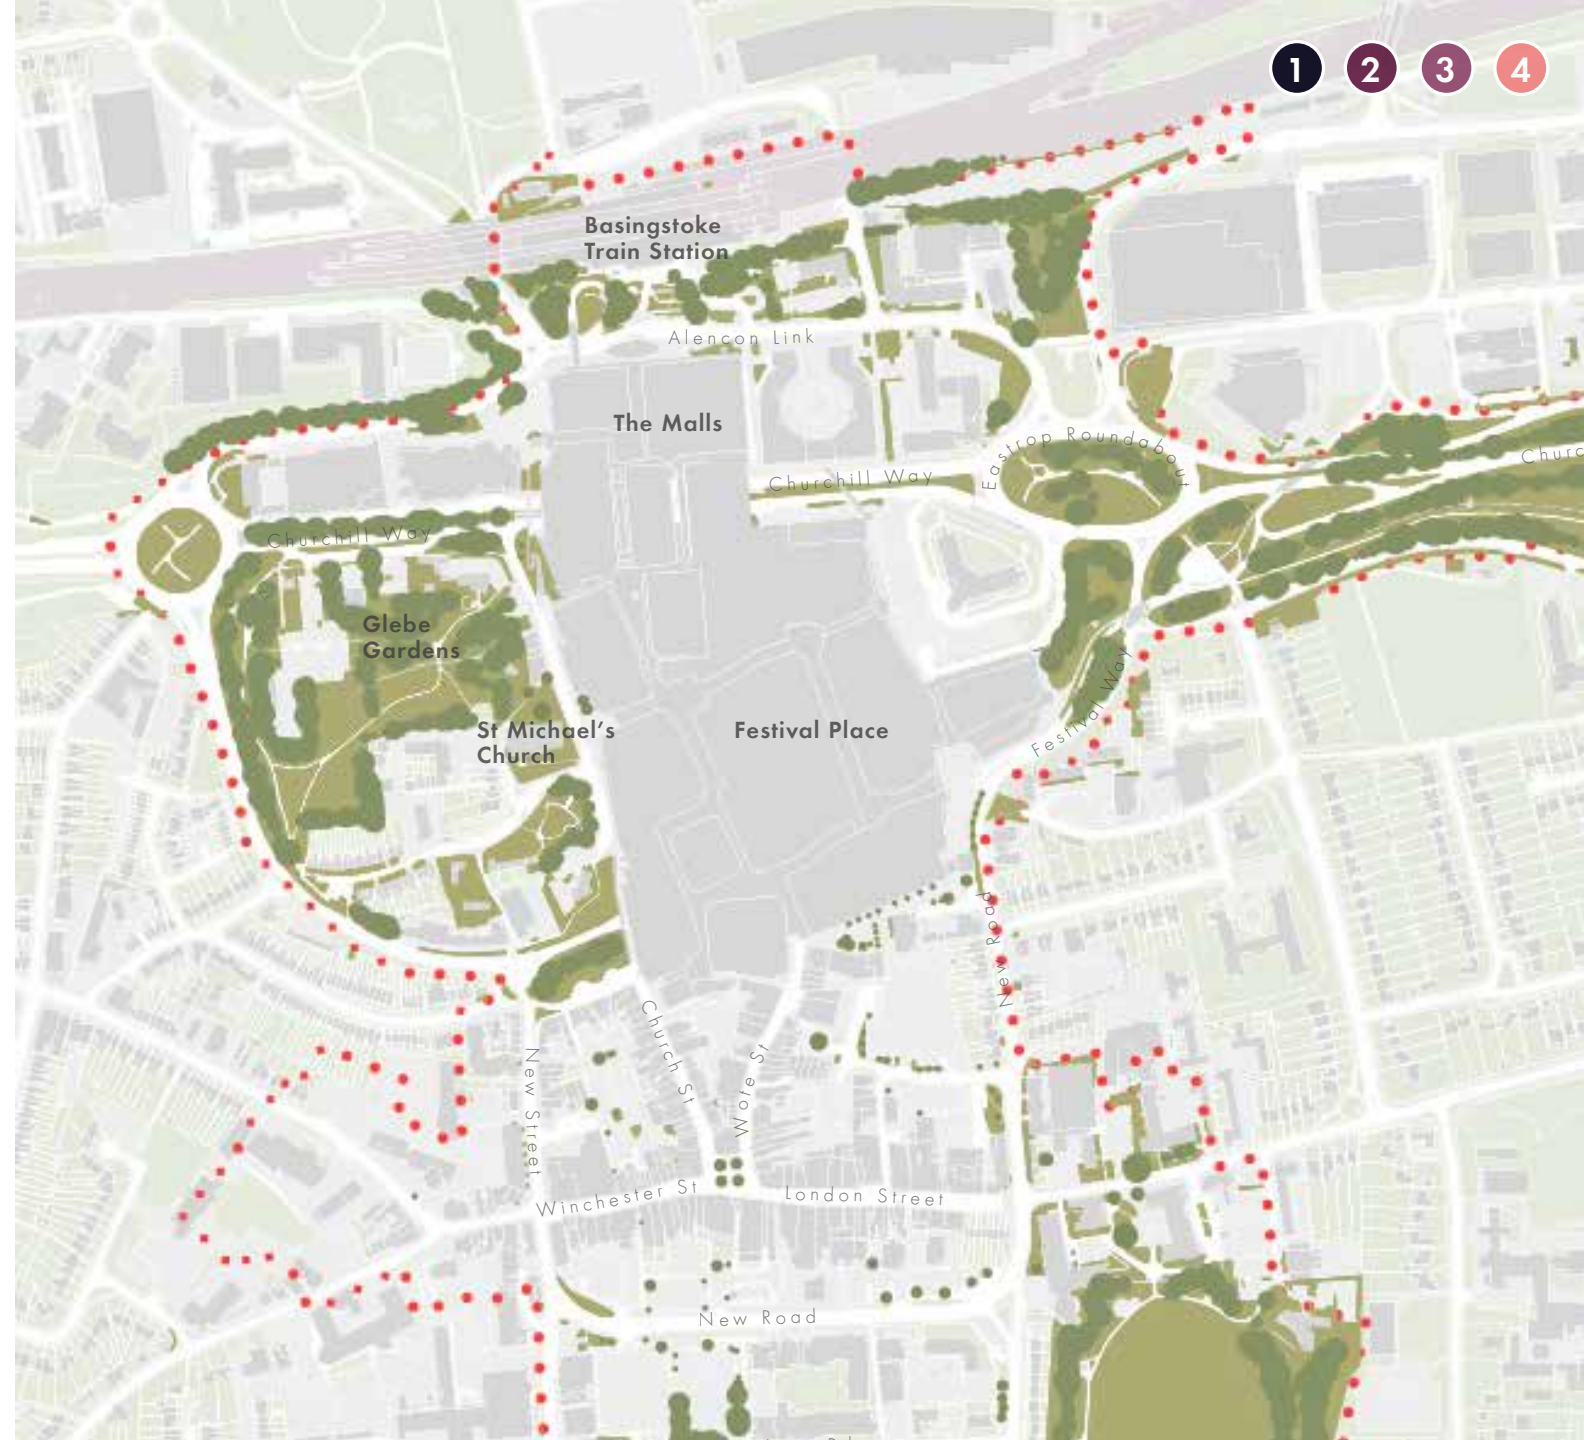 1 2 3 4
Basingstoke
Train Station
Alencon Link
The Malls
Eastrop Roundabout
Churchill Way
Churc
Churchill Way
Glebe
Gardens
St Michael's
Church
Festival Place
Festival Way
New Road
Church St
Wote St
New Street
Winchester St
London Street
New Road